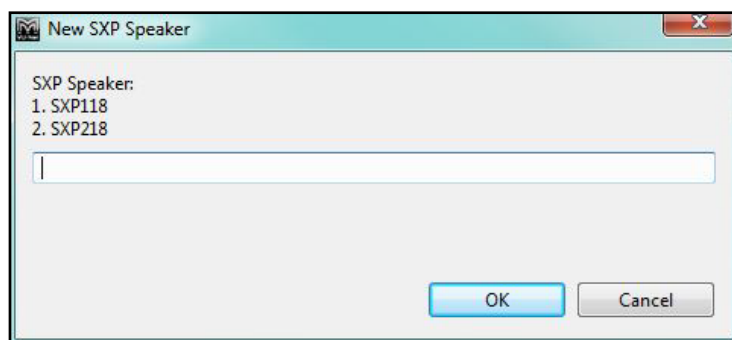 New SXP Speaker
SXP Speaker:
1. SXP118
2. SXP218
OK
Cancel